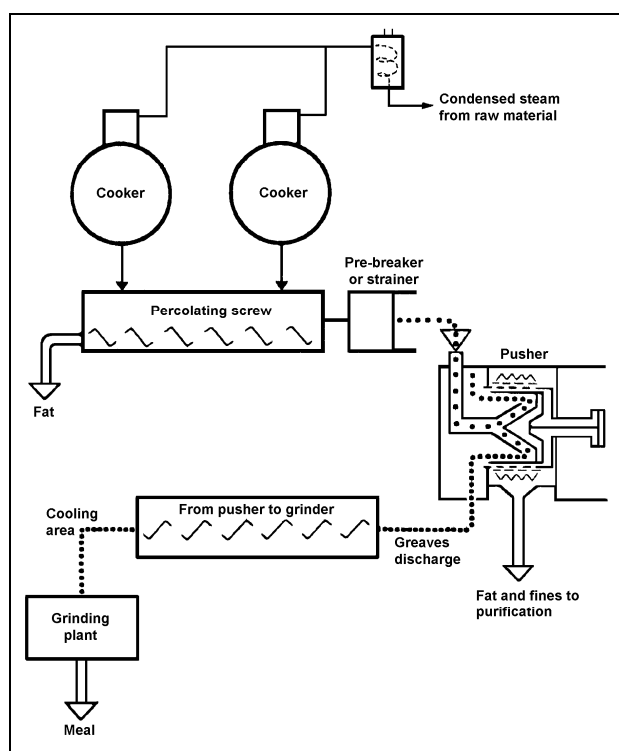 Condensed steam
from raw material
Cooker
Cooker
Pre-breaker
or strainer
Percolating screw
Pusher
Fat
From pusher to grinder
Cooling
area
Greaves
discharge
Fat and fines to
purification
Grinding
plant
Meal